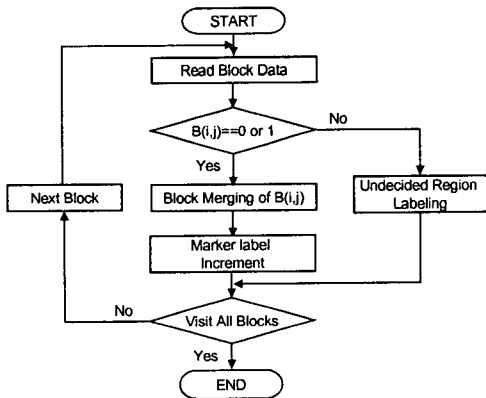 START
Read Block Data
B(i,j)==0 or 1
No
Yes
Next Block
Block Merging of B(i,j)
Undecided Region
Labeling
Marker label
Increment
No
Visit All Blocks
Yes
END